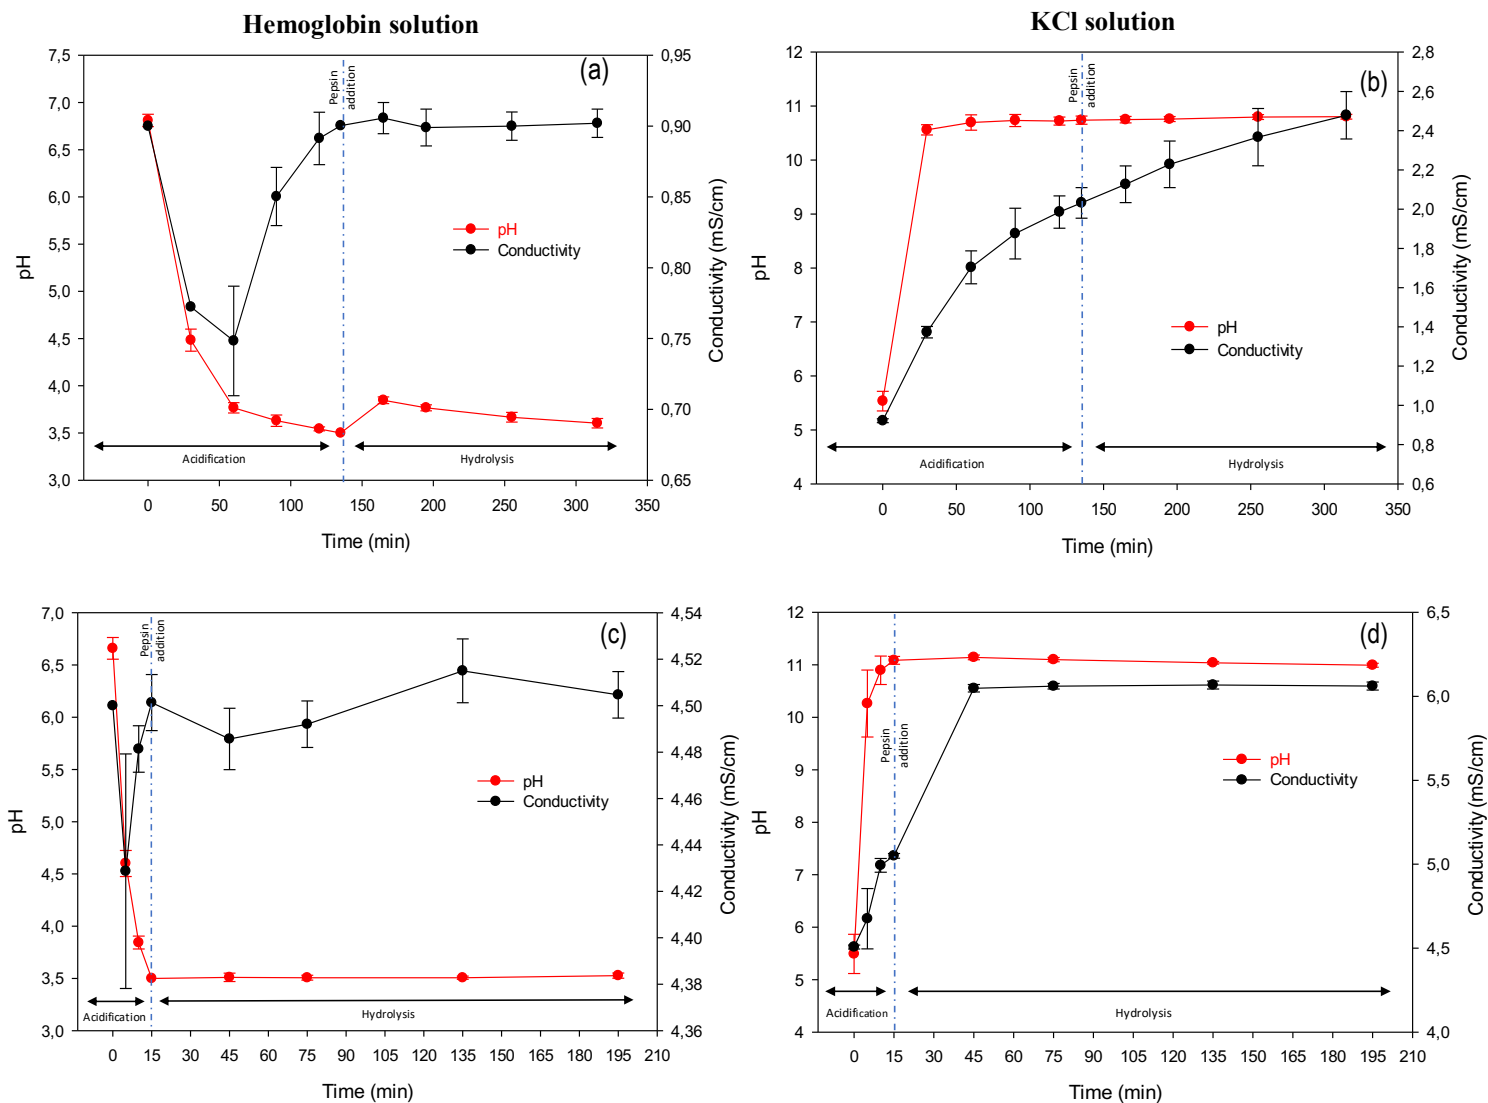 Hemoglobin solution
KCl solution
(a)
7,5
7,0
6,5
6,0
5,5
5,0
4,5
4,0
3,5
3,0
pH
0,95
0,90
0,85
0,80
0,75
0,70
0,65
Conductivity (mS/cm)
Pepsin
addition
pH
Conductivity
Acidification
Hydrolysis
0 50 100 150 200 250 300 350
Time (min)
(b)
12
11
10
9
8
7
6
5
4
pH
2,8
2,6
2,4
2,2
2,0
1,8
1,6
1,4
1,2
1,0
0,8
0,6
Conductivity (mS/cm)
Pepsin
addition
pH
Conductivity
Acidification
Hydrolysis
0 50 100 150 200 250 300 350
Time (min)
(c)
7,0
6,5
6,0
5,5
5,0
4,5
4,0
3,5
3,0
pH
4,54
4,52
4,50
4,48
4,46
4,44
4,42
4,40
4,38
4,36
Conductivity (mS/cm)
Pepsin
addition
pH
Conductivity
Acidification
Hydrolysis
0 15 30 45 60 75 90 105 120 135 150 165 180 195 210
Time (min)
(d)
12
11
10
9
8
7
6
5
4
pH
6,5
6,0
5,5
5,0
4,5
4,0
Conductivity (mS/cm)
Pepsin
addition
Pepsin
addition
pH
Conductivity
Acidification
Hydrolysis
0 15 30 45 60 75 90 105 120 135 150 165 180 195 210
Time (min)